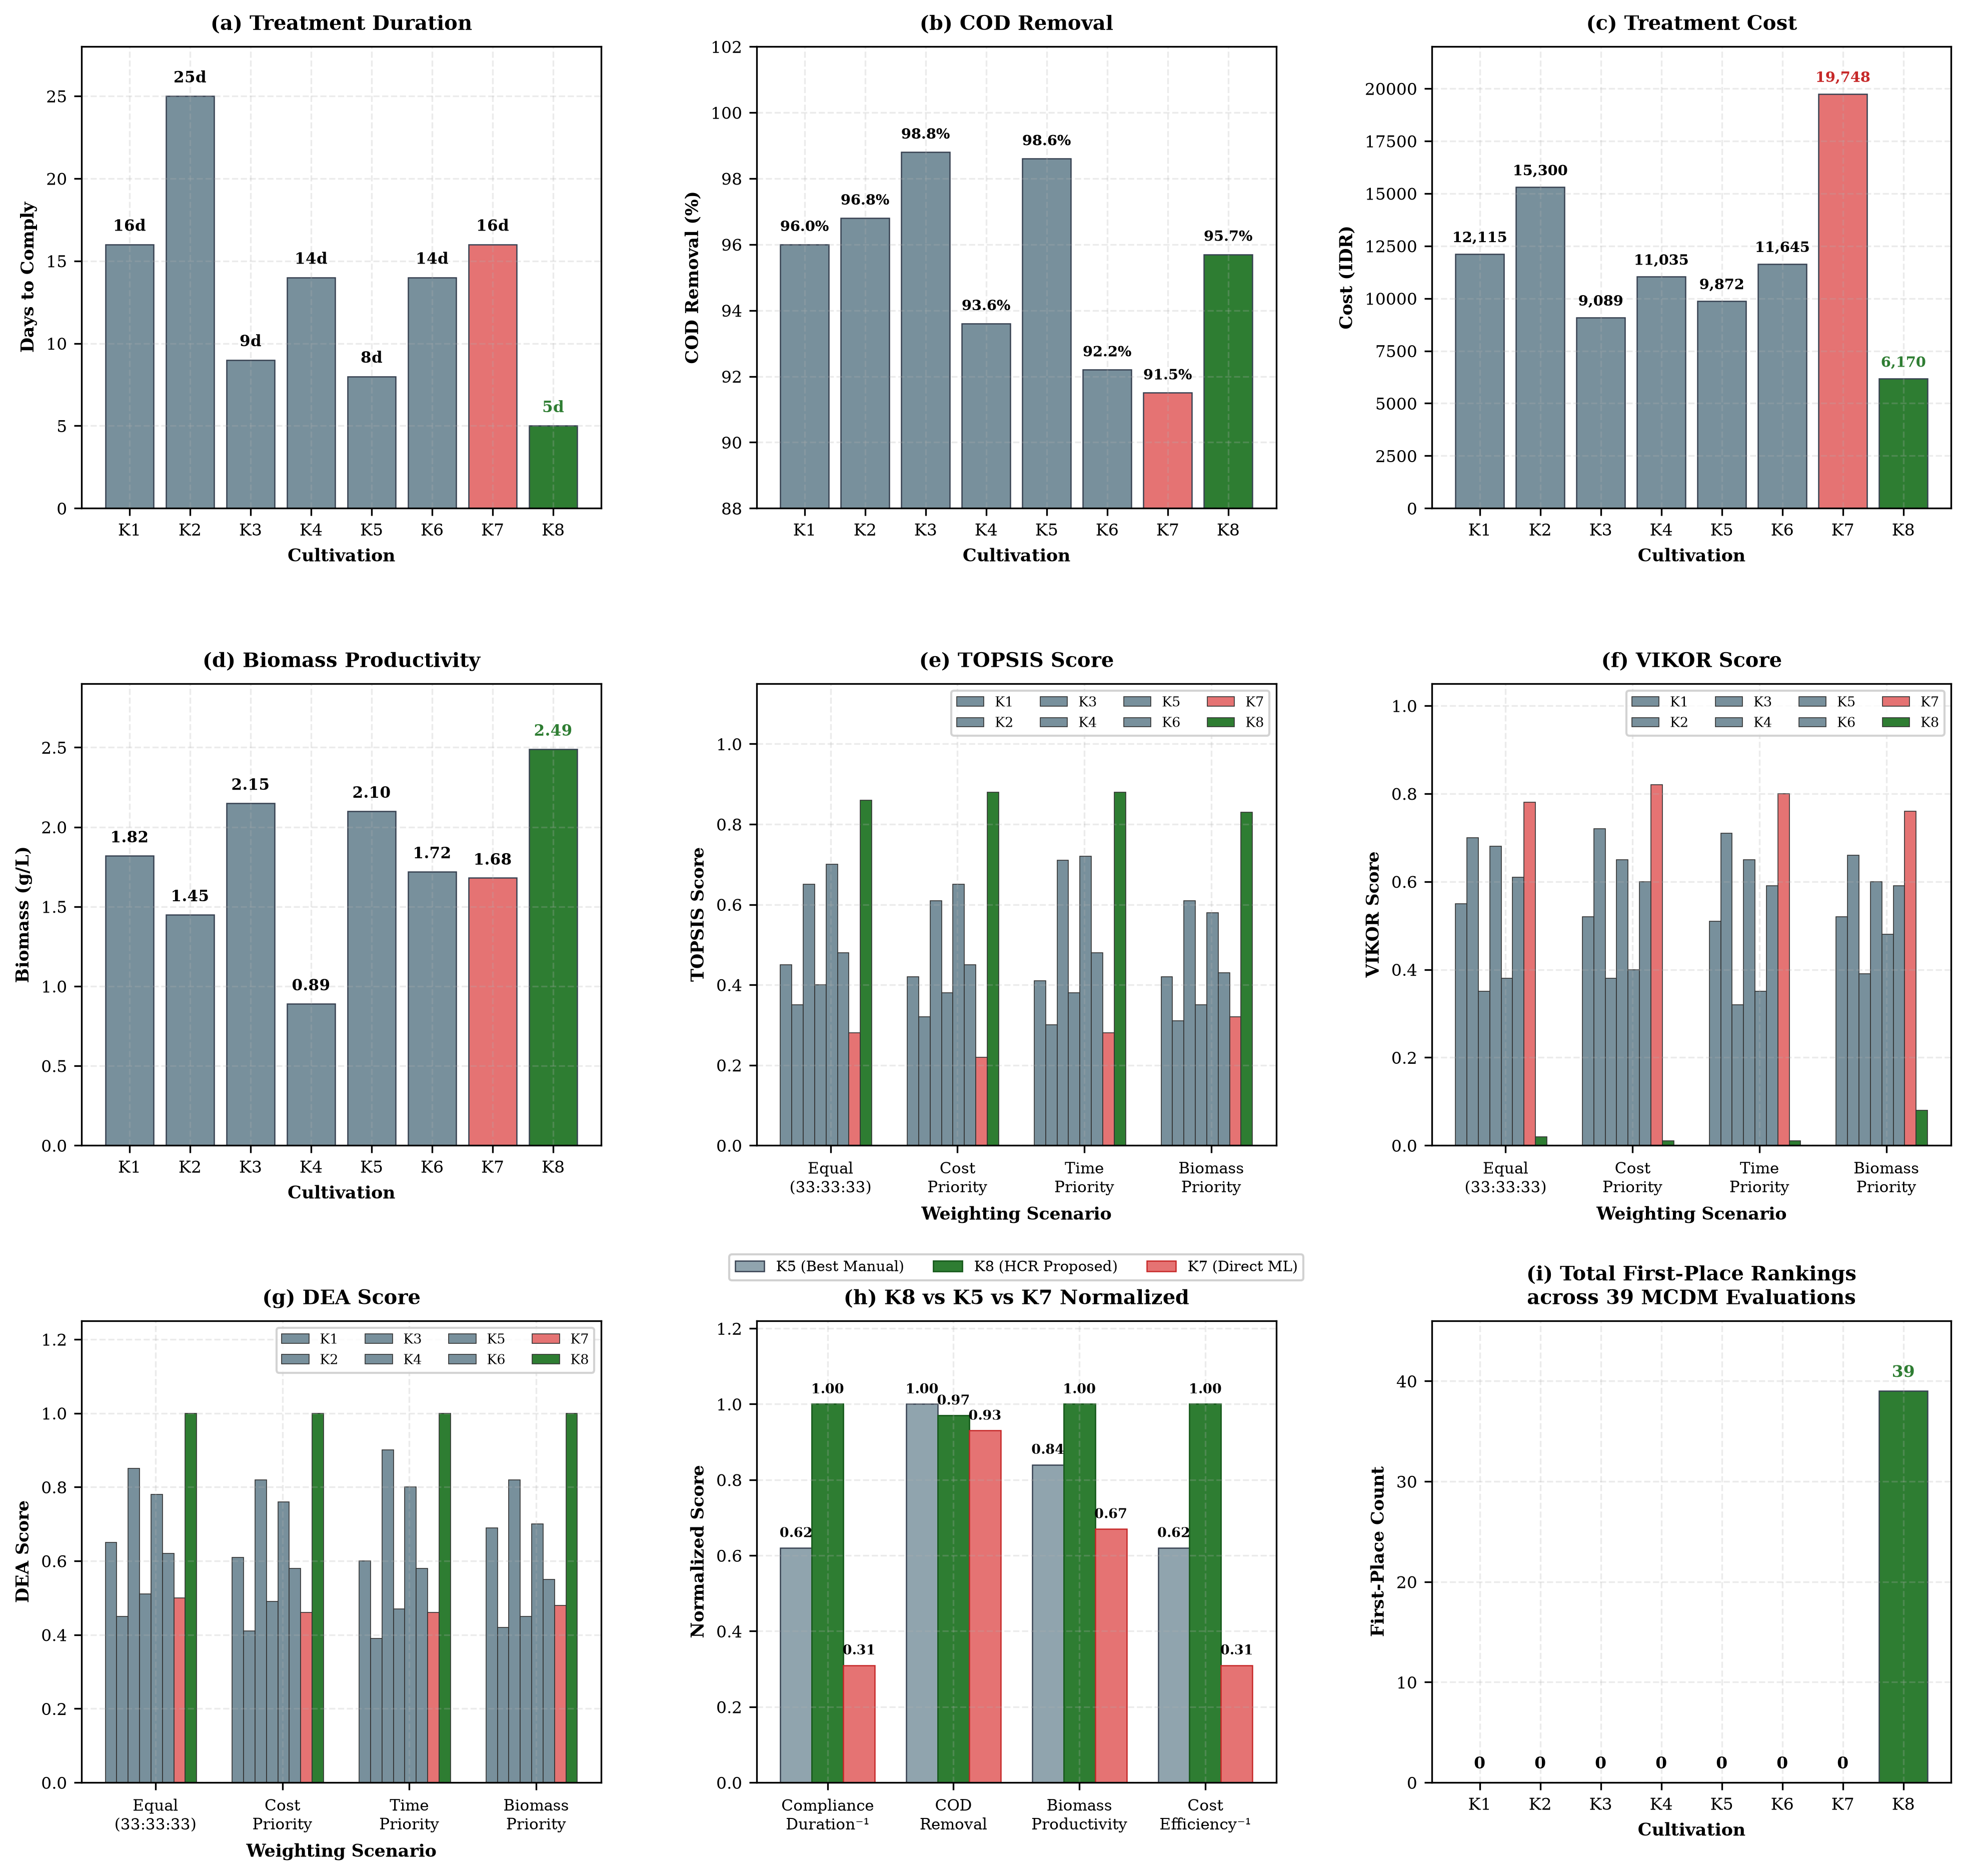 (a) Treatment Duration
Days to Comply
25
20
15
10
5
0
16d
25d
9d
14d
8d
14d
16d
5d
K1 K2 K3 K4 K5 K6 K7 K8
Cultivation
(b) COD Removal
COD Removal (%)
102
100
98
96
94
92
90
88
96.0%
96.8%
98.8%
93.6%
98.6%
92.2%
91.5%
95.7%
K1 K2 K3 K4 K5 K6 K7 K8
Cultivation
(c) Treatment Cost
Cost (IDR)
20000
17500
15000
12500
10000
7500
5000
2500
0
12,115
15,300
9,089
11,035
9,872
11,645
19,748
6,170
K1 K2 K3 K4 K5 K6 K7 K8
Cultivation
(d) Biomass Productivity
Biomass (g/L)
2.5
2.0
1.5
1.0
0.5
0.0
1.82
1.45
2.15
0.89
2.10
1.72
1.68
2.49
K1 K2 K3 K4 K5 K6 K7 K8
Cultivation
(e) TOPSIS Score
K1 K3 K5 K7
K2 K4 K6 K8
TOPSIS Score
1.0
0.8
0.6
0.4
0.2
0.0
Equal Cost Time Biomass
(33:33:33) Priority Priority Priority
Weighting Scenario
(f) VIKOR Score
K1 K3 K5 K7
K2 K4 K6 K8
VIKOR Score
1.0
0.8
0.6
0.4
0.2
0.0
Equal Cost Time Biomass
(33:33:33) Priority Priority Priority
Weighting Scenario
(g) DEA Score
K1 K3 K5 K7
K2 K4 K6 K8
DEA Score
1.2
1.0
0.8
0.6
0.4
0.2
0.0
Equal Cost Time Biomass
(33:33:33) Priority Priority Priority
Weighting Scenario
K5 (Best Manual) K8 (HCR Proposed) K7 (Direct ML)
(h) K8 vs K5 vs K7 Normalized
Normalized Score
1.2
1.0
0.8
0.6
0.4
0.2
0.0
0.62
1.00
0.31
1.00
0.97
0.93
0.84
1.00
0.67
0.62
1.00
0.31
Compliance COD Biomass Cost
Duration⁻¹ Removal Productivity Efficiency⁻¹
(i) Total First-Place Rankings
across 39 MCDM Evaluations
First-Place Count
40
30
20
10
0
0
0
0
0
0
0
0
39
K1 K2 K3 K4 K5 K6 K7 K8
Cultivation